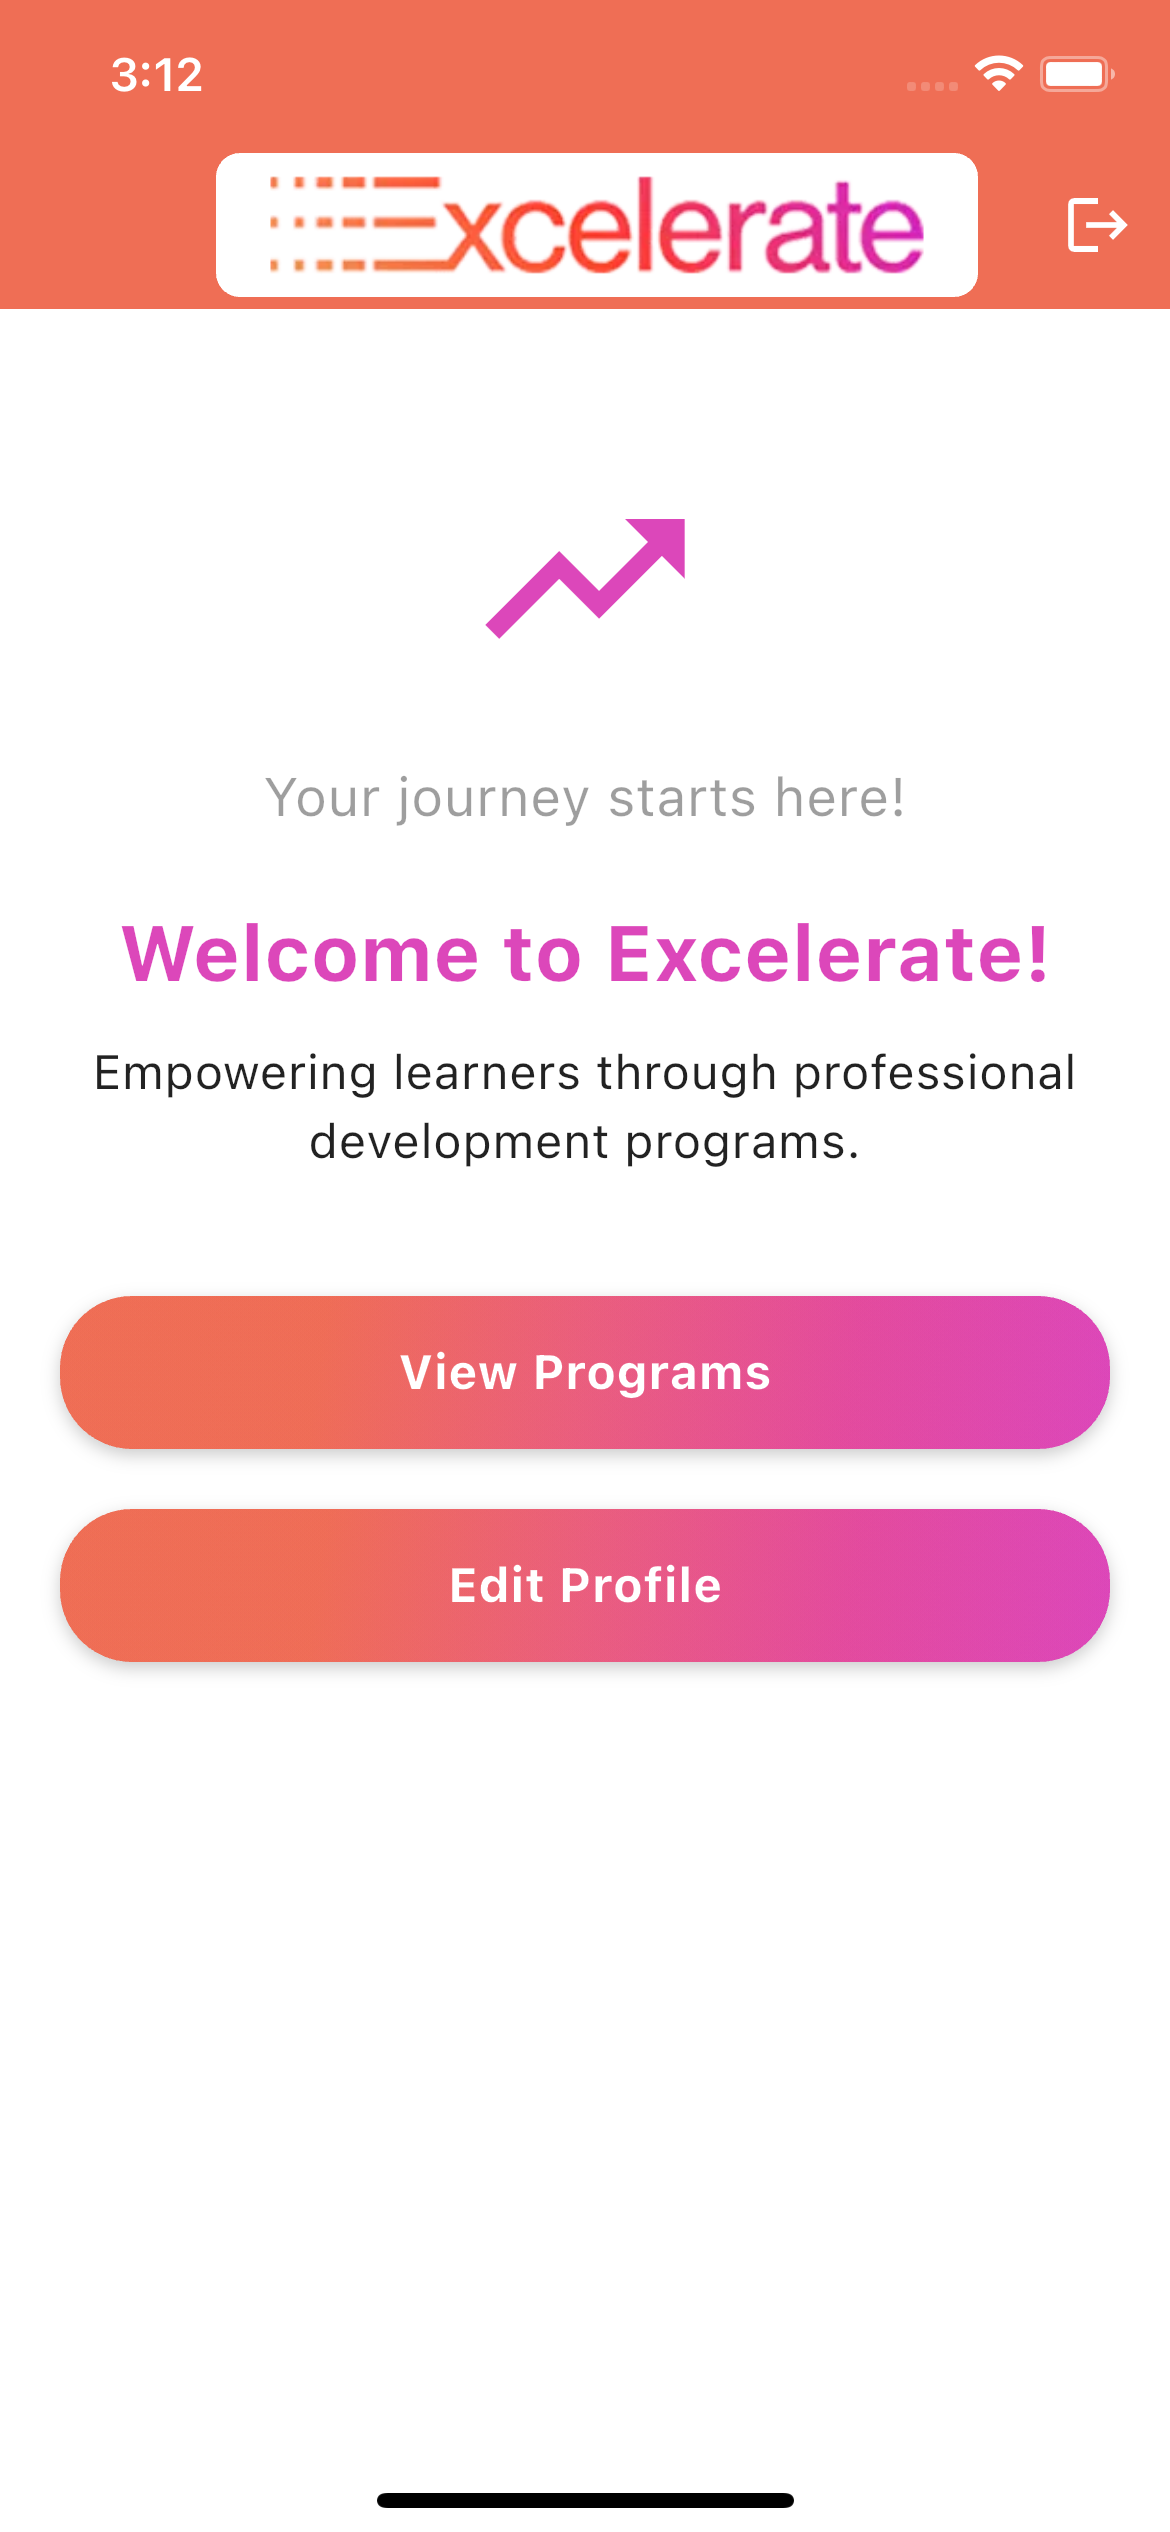 3:12
Excelerate
Your journey starts here!
Welcome to Excelerate!
Empowering learners through professional
development programs.
View Programs
Edit Profile